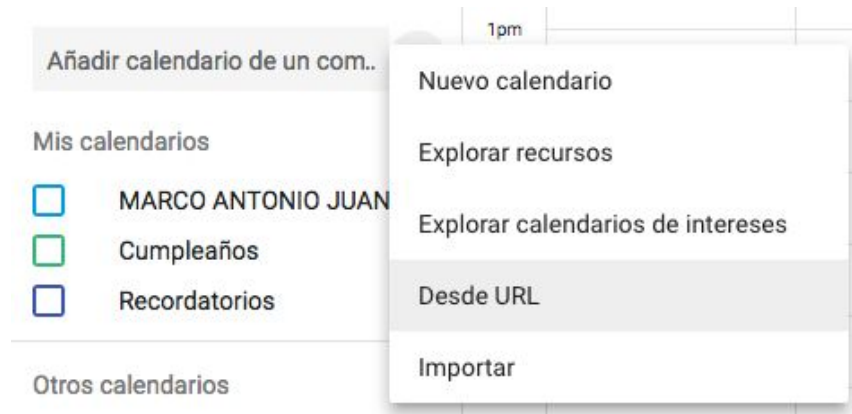 1pm
Añadir calendario de un com..
Mis calendarios
MARCO ANTONIO JUAN
Cumpleaños
Recordatorios
Otros calendarios
Nuevo calendario
Explorar recursos
Explorar calendarios de intereses
Desde URL
Importar